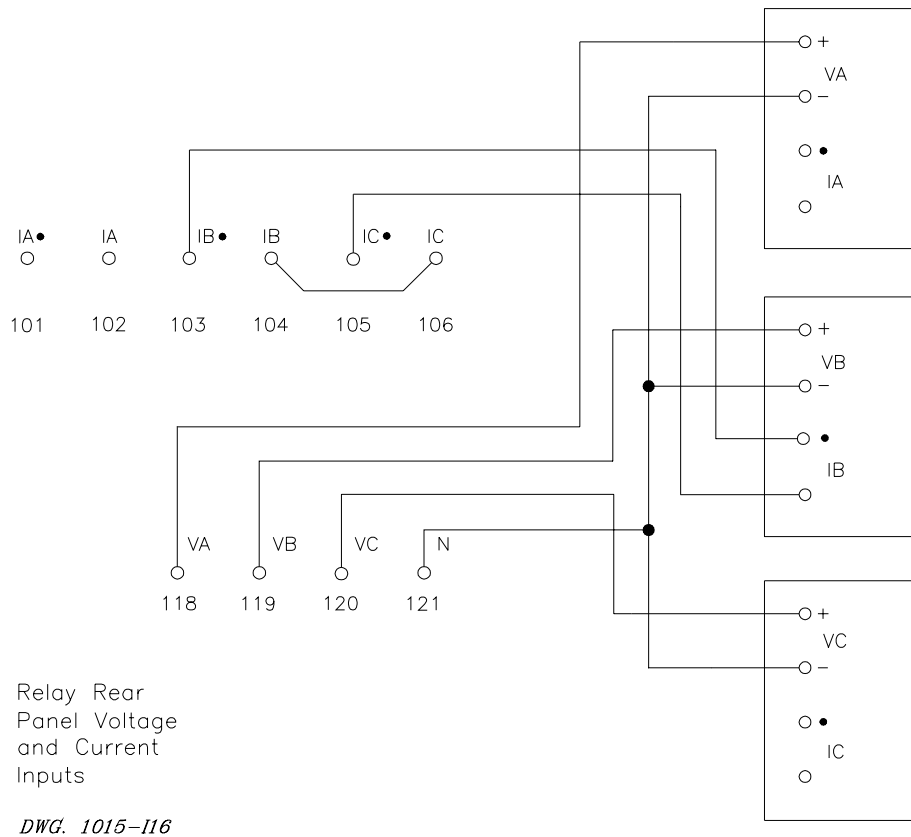 +
VA
−
●
IA
IA● IA IB● IB IC● IC
101 102 103 104 105 106
+
VB
−
●
IB
VA VB VC N
118 119 120 121
+
VC
−
●
IC
Relay Rear
Panel Voltage
and Current
Inputs
DWG. 1015–I16